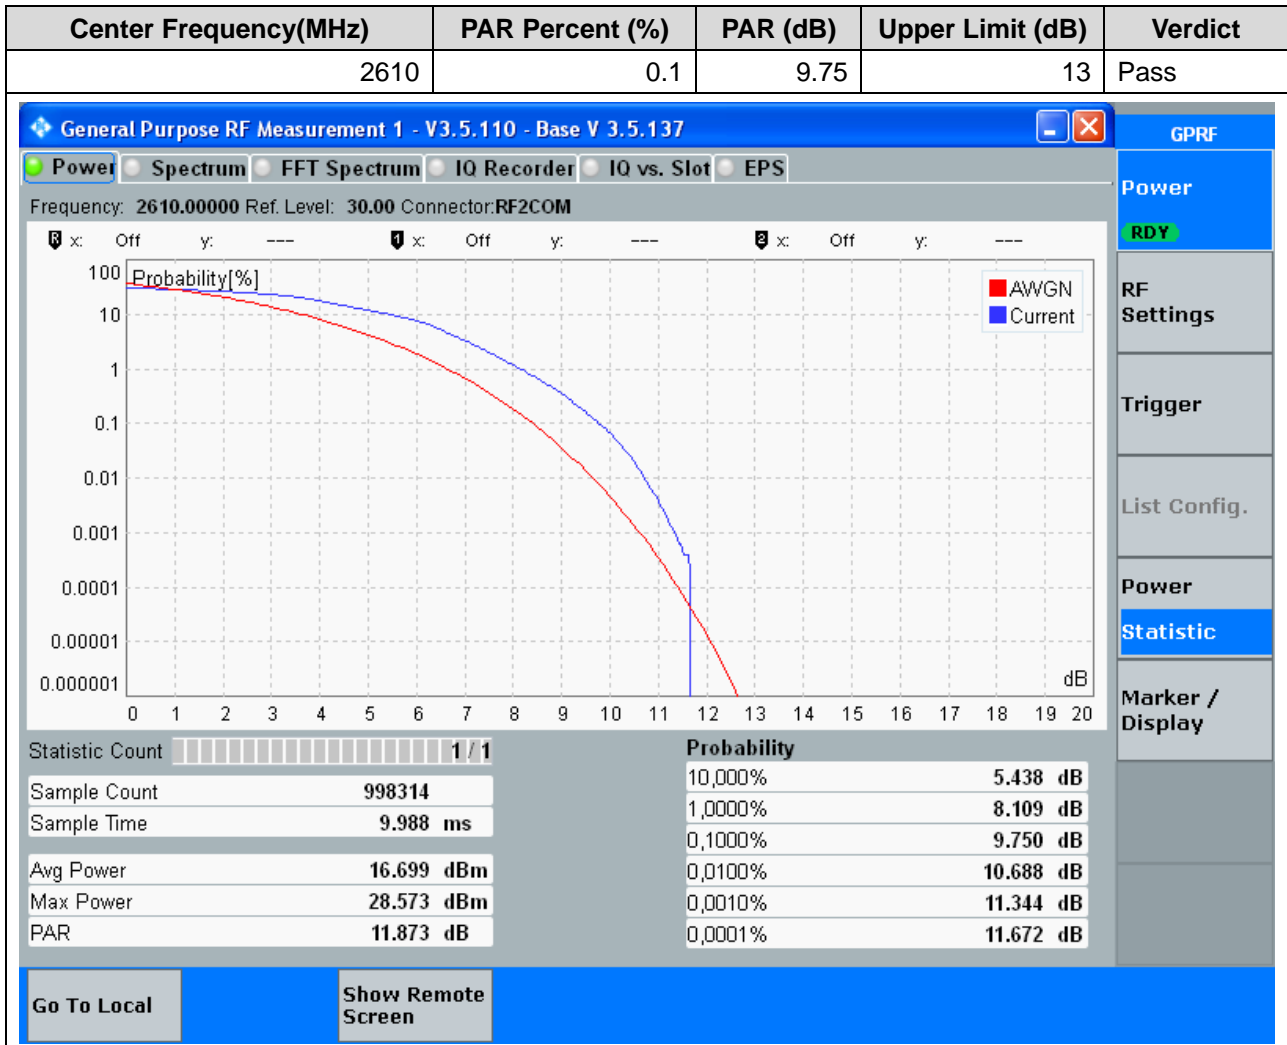 Center Frequency(MHz) PAR Percent (%) PAR (dB) Upper Limit (dB) Verdict
2610 0.1 9.75 13 Pass
General Purpose RF Measurement 1 - V3.5.110 - Base V 3.5.137
GPRF
Power Spectrum FFT Spectrum IQ Recorder IQ vs. Slot EPS
Frequency: 2610.00000 Ref. Level: 30.00 Connector:RF2COM
R x: Off y: --- 1 x: Off y: --- 2 x: Off y: ---
Probability[%]
AWGN
Current
100
10
1
0.1
0.01
0.001
0.0001
0.00001
0.000001
dB
0 1 2 3 4 5 6 7 8 9 10 11 12 13 14 15 16 17 18 19 20
Statistic Count 1 / 1
Sample Count 998314
Sample Time 9.988 ms
Avg Power 16.699 dBm
Max Power 28.573 dBm
PAR 11.873 dB
Probability
10,000% 5.438 dB
1,0000% 8.109 dB
0,1000% 9.750 dB
0,0100% 10.688 dB
0,0010% 11.344 dB
0,0001% 11.672 dB
Power
RDY
RF
Settings
Trigger
List Config.
Power
Statistic
Marker /
Display
Go To Local
Show Remote
Screen